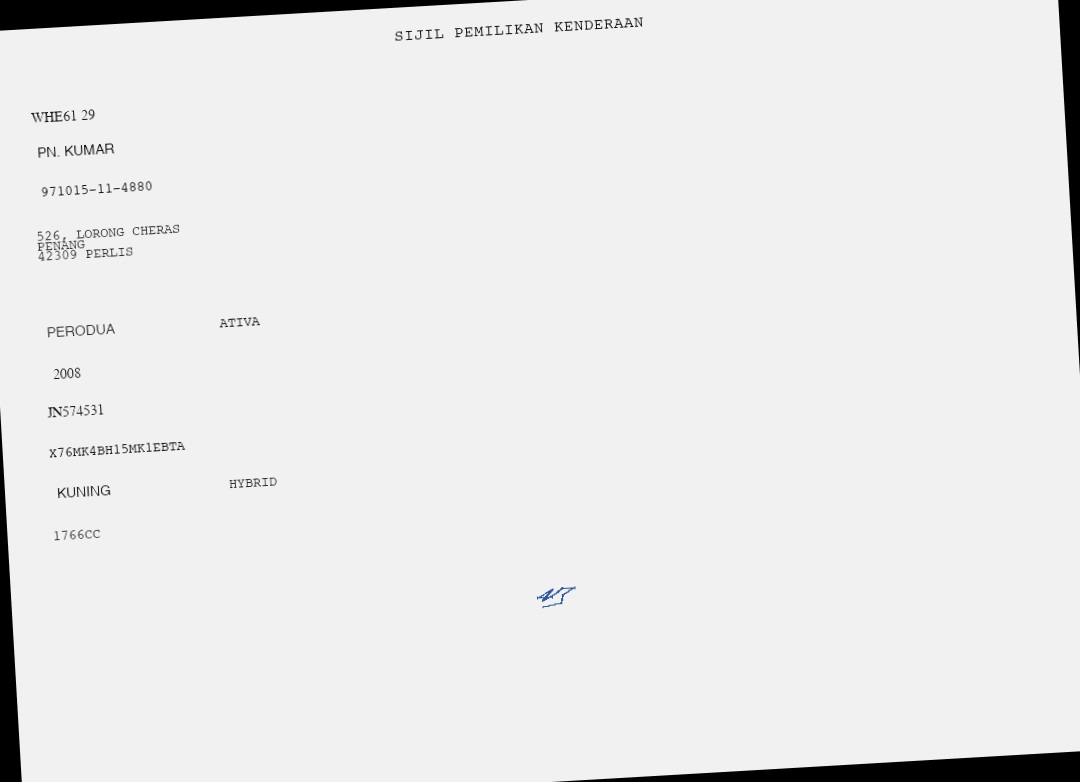 SIJIL PEMILIKAN KENDERAAN
WHE61 29
PN. KUMAR
971015-11-4880
526, LORONG CHERAS
PENANG
42309 PERLIS
PERODUA ATIVA
2008
JN574531
X76MK4BH15MK1EBTA
KUNING HYBRID
1766CC